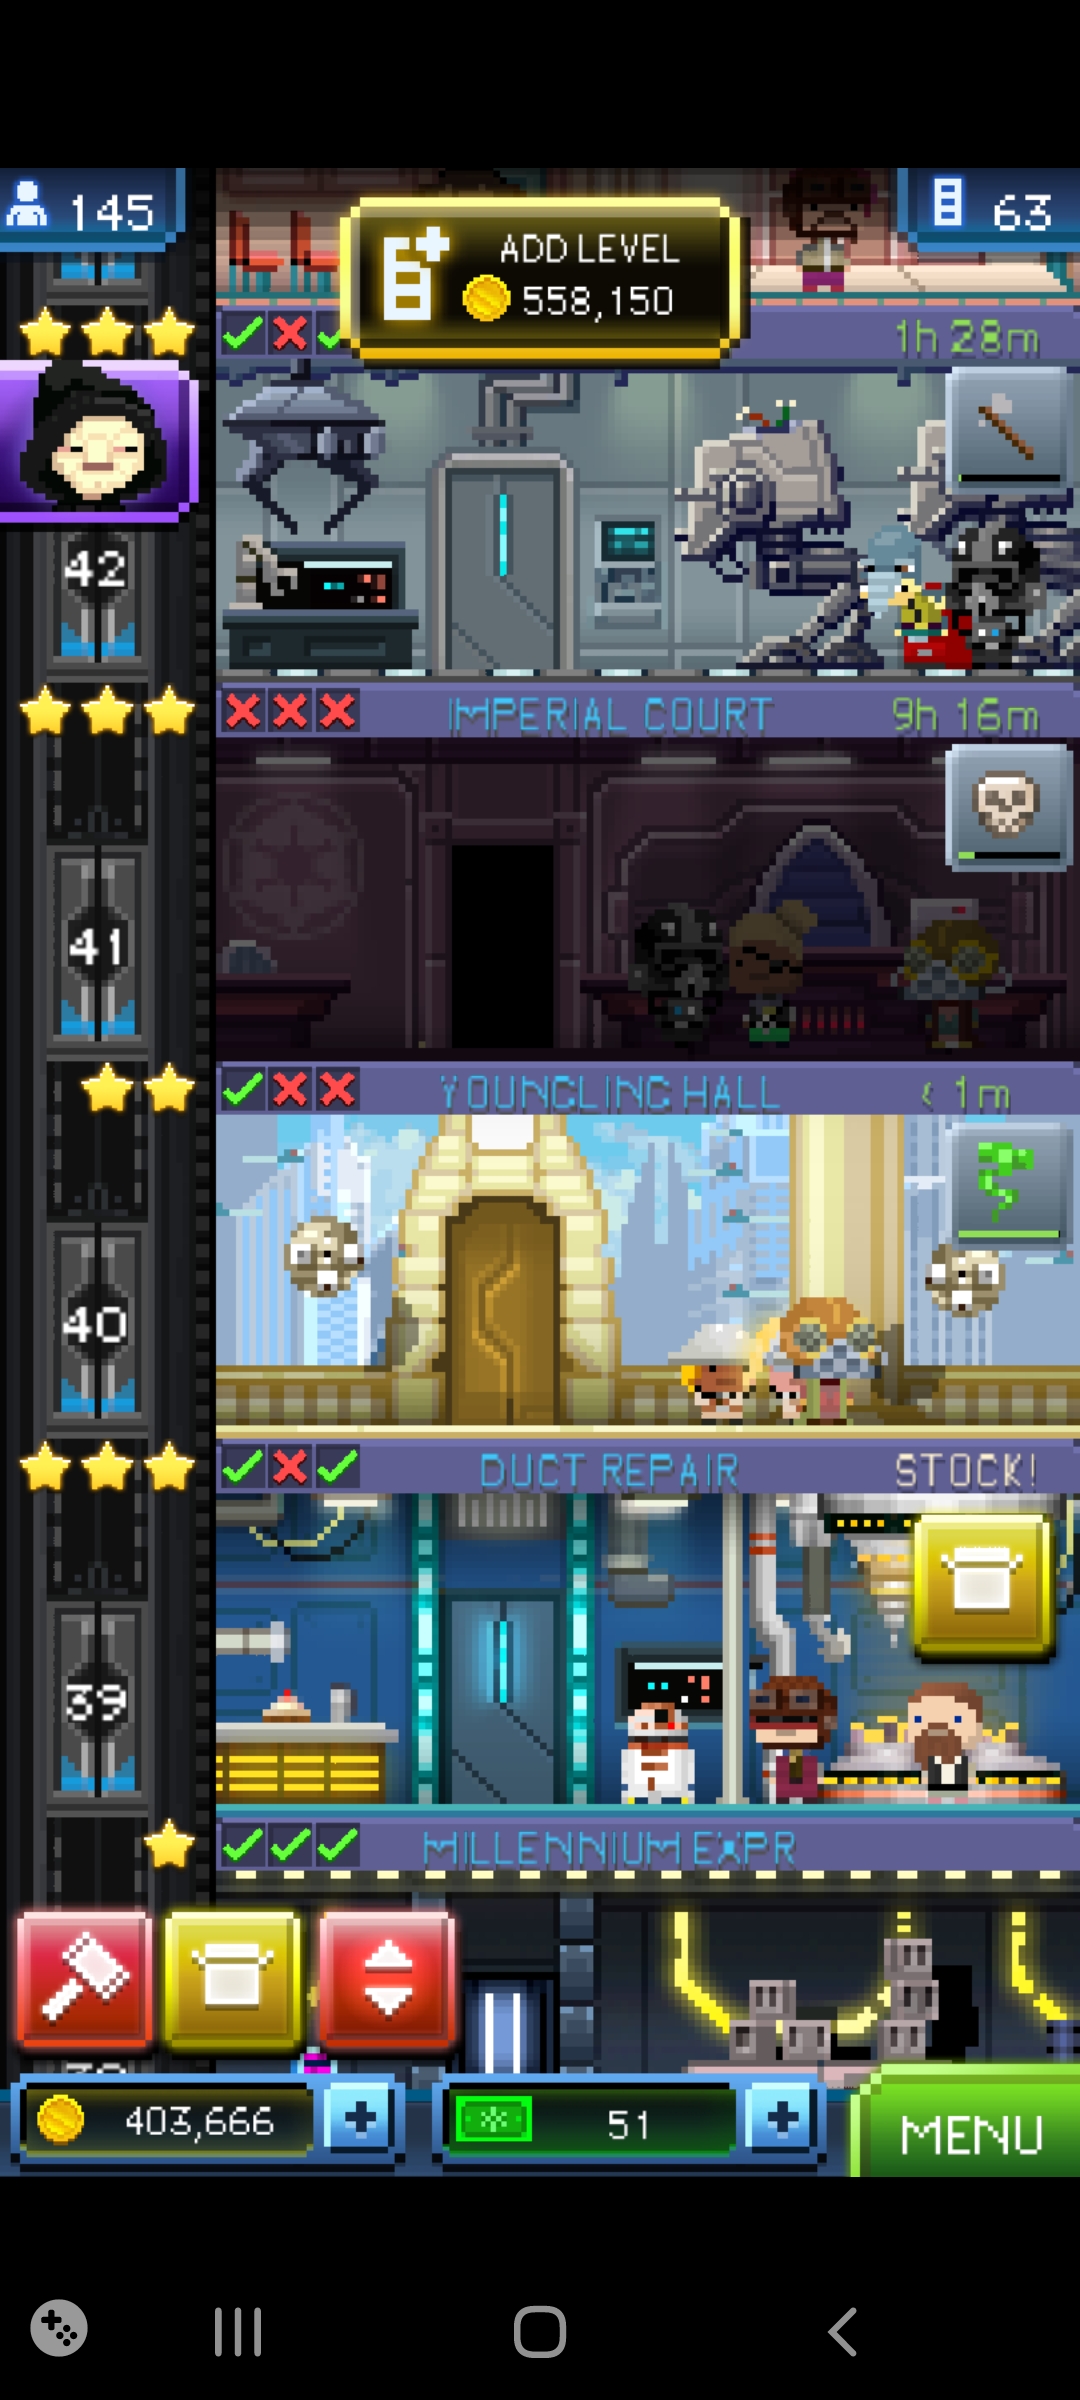 145
ADD LEVEL
558,150
63
1h 28m
42
IMPERIAL COURT
9h 16m
41
YOUNGLING HALL
< 1m
40
DUCT REPAIR
STOCK!
39
MILLENNIUM EXPR
403,666
51
MENU